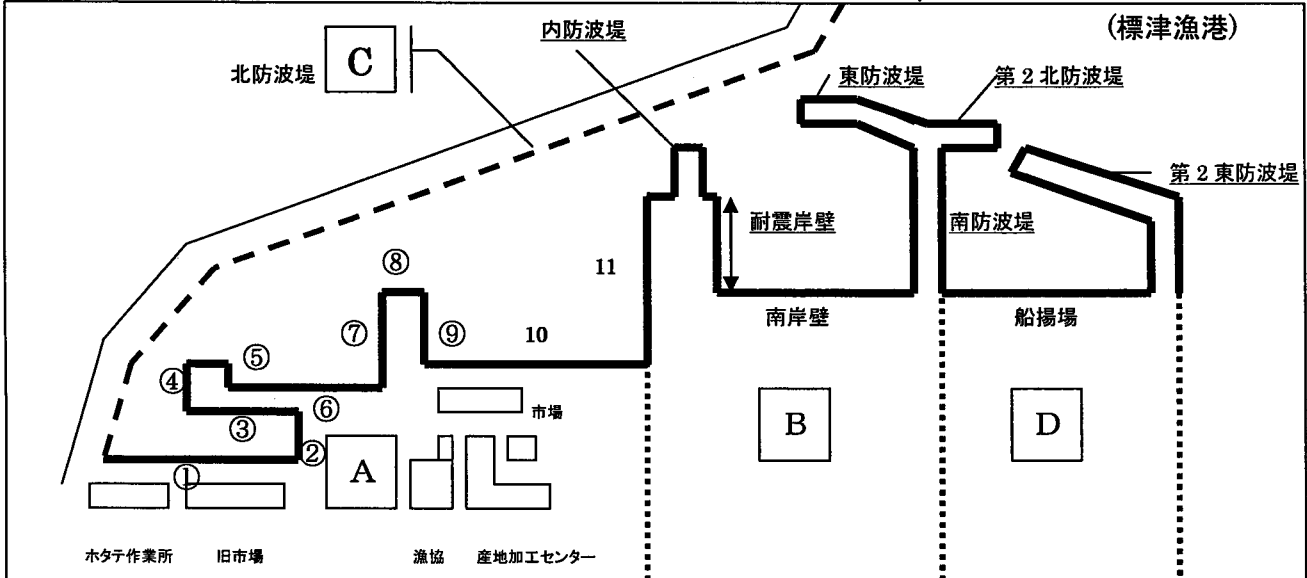 (標津漁港)
内防波堤
北防波堤
C
東防波堤
第2北防波堤
第2東防波堤
耐震岸壁
南防波堤
⑧
11
南岸壁
船揚場
⑦
⑨
10
⑤
④
⑥
市場
③
②
①
A
B
D
ホタテ作業所
旧市場
漁協
産地加工センター